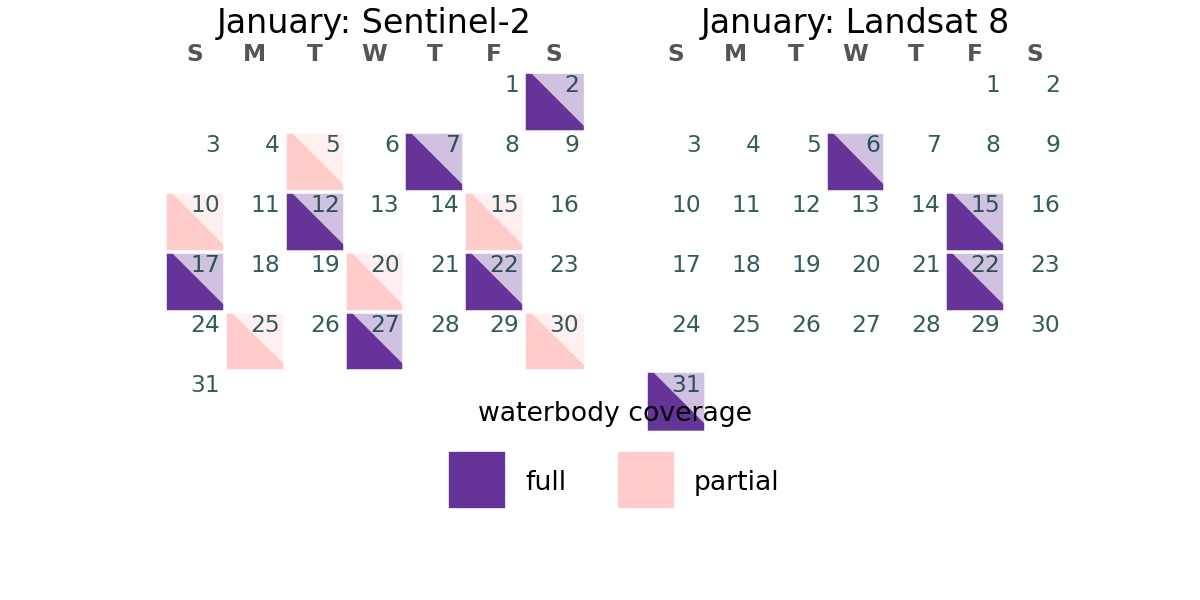 January: Sentinel-2
S M T W T F S
1 2
3 4 5 6 7 8 9
10 11 12 13 14 15 16
17 18 19 20 21 22 23
24 25 26 27 28 29 30
31
January: Landsat 8
S M T W T F S
1 2
3 4 5 6 7 8 9
10 11 12 13 14 15 16
17 18 19 20 21 22 23
24 25 26 27 28 29 30
31
waterbody coverage
full
partial